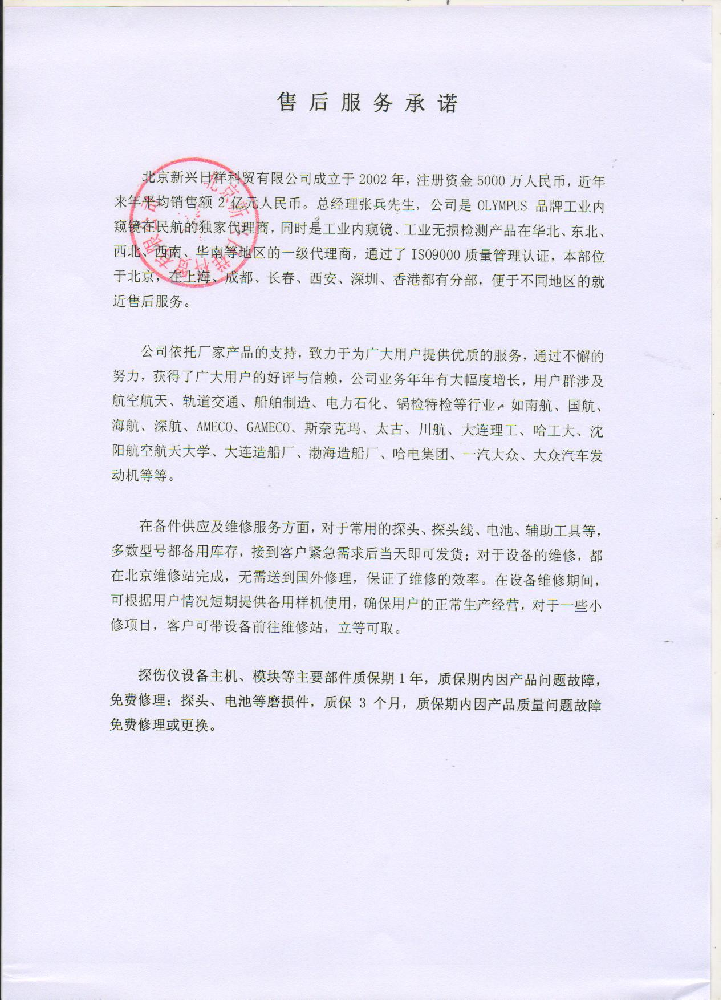 售后服务承诺
北京新兴日祥科贸有限公司成立于 2002 年，注册资金 5000 万人民币，近年
来年平均销售额 2 亿元人民币。总经理张兵先生，公司是 OLYMPUS 品牌工业内
窥镜在民航的独家代理商，同时是工业内窥镜、工业无损检测产品在华北、东北、
西北、西南、华南等地区的一级代理商，通过了 ISO9000 质量管理认证，本部位
于北京，在上海、成都、长春、西安、深圳、香港都有分部，便于不同地区的就
近售后服务。
公司依托厂家产品的支持，致力于为广大用户提供优质的服务，通过不懈的
努力，获得了广大用户的好评与信赖，公司业务年年有大幅度增长，用户群涉及
航空航天、轨道交通、船舶制造、电力石化、锅检特检等行业，如南航、国航、
海航、深航、AMECO、GAMECO、斯奈克玛、太古、川航、大连理工、哈工大、沈
阳航空航天大学、大连造船厂、渤海造船厂、哈电集团、一汽大众、大众汽车发
动机等等。
在备件供应及维修服务方面，对于常用的探头、探头线、电池、辅助工具等，
多数型号都备用库存，接到客户紧急需求后当天即可发货；对于设备的维修，都
在北京维修站完成，无需送到国外修理，保证了维修的效率。在设备维修期间，
可根据用户情况短期提供备用样机使用，确保用户的正常生产经营，对于一些小
修项目，客户可带设备前往维修站，立等可取。
探伤仪设备主机、模块等主要部件质保期 1 年，质保期内因产品问题故障，
免费修理；探头、电池等磨损件，质保 3 个月，质保期内因产品质量问题故障
免费修理或更换。
北京新兴日祥科贸有限公司